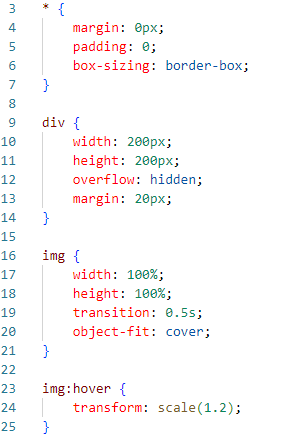 3 * {
4 margin: 0px;
5 padding: 0;
6 box-sizing: border-box;
7 }
8
9 div {
10 width: 200px;
11 height: 200px;
12 overflow: hidden;
13 margin: 20px;
14 }
15
16 img {
17 width: 100%;
18 height: 100%;
19 transition: 0.5s;
20 object-fit: cover;
21 }
22
23 img:hover {
24 transform: scale(1.2);
25 }